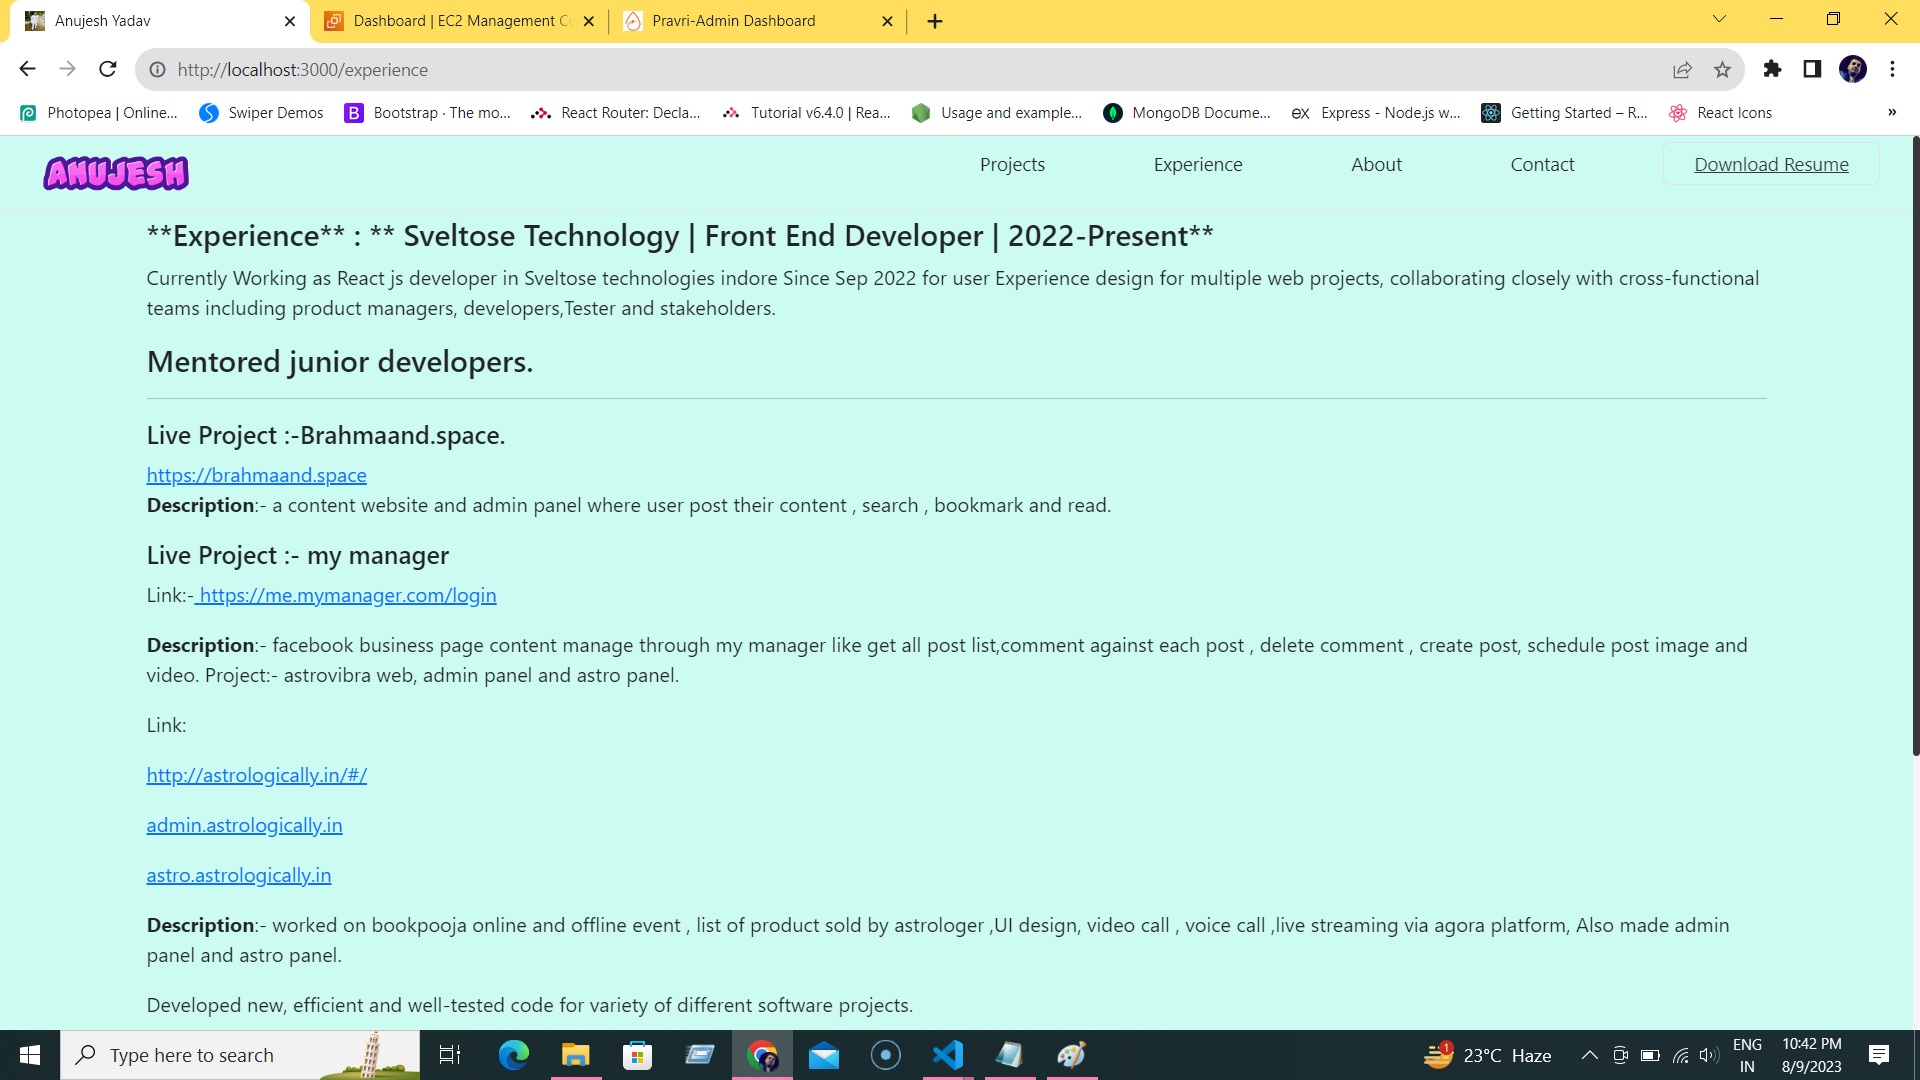 Anujesh Yadav
Dashboard | EC2 Management Co
Pravri-Admin Dashboard
http://localhost:3000/experience
Photopea | Online...
Swiper Demos
B
Bootstrap · The mo...
React Router: Decla...
Tutorial v6.4.0 | Rea...
Usage and example...
MongoDB Docume...
ex
Express - Node.js w...
Getting Started – R...
React Icons
»
ANUJESH
Projects
Experience
About
Contact
Download Resume
**Experience** : ** Sveltose Technology | Front End Developer | 2022-Present**
Currently Working as React js developer in Sveltose technologies indore Since Sep 2022 for user Experience design for multiple web projects, collaborating closely with cross-functional
teams including product managers, developers,Tester and stakeholders.
Mentored junior developers.
Live Project :-Brahmaand.space.
https://brahmaand.space
Description:- a content website and admin panel where user post their content , search , bookmark and read.
Live Project :- my manager
Link:- https://me.mymanager.com/login
Description:- facebook business page content manage through my manager like get all post list,comment against each post , delete comment , create post, schedule post image and
video. Project:- astrovibra web, admin panel and astro panel.
Link:
http://astrologically.in/#/
admin.astrologically.in
astro.astrologically.in
Description:- worked on bookpooja online and offline event , list of product sold by astrologer ,UI design, video call , voice call ,live streaming via agora platform, Also made admin
panel and astro panel.
Developed new, efficient and well-tested code for variety of different software projects.
Type here to search
1
23°C Haze
ENG
IN
10:42 PM
8/9/2023